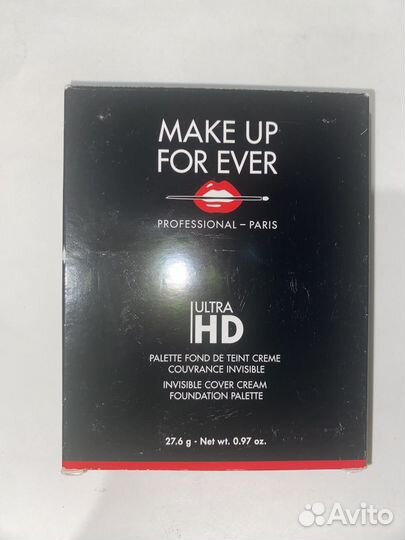 MAKE UP
FOR EVER
PROFESSIONAL – PARIS
ULTRA
HD
PALETTE FOND DE TEINT CREME
COUVRANCE INVISIBLE
INVISIBLE COVER CREAM
FOUNDATION PALETTE
27.6 g - Net wt. 0.97 oz.
Avito